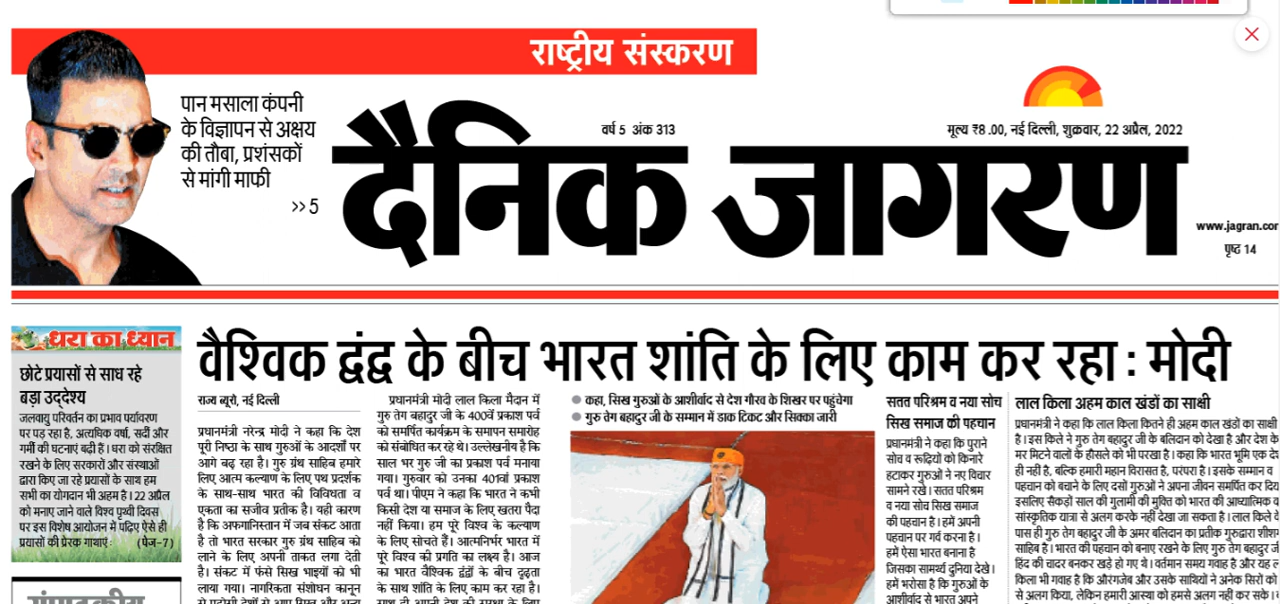 राष्ट्रीय संस्करण
पान मसाला कंपनी
के विज्ञापन से अक्षय
की तौबा, प्रशंसकों
से मांगी माफी
>> 5
वर्ष 5 अंक 313
मूल्य ₹8.00, नई दिल्ली, शुक्रवार, 22 अप्रैल, 2022
दैनिक जागरण
www.jagran.com
पृष्ठ 14
धरा का ध्यान
छोटे प्रयासों से साध रहे
बड़ा उद्देश्य
जलवायु परिवर्तन का प्रभाव पर्यावरण
पर पड़ रहा है, अत्यधिक वर्षा, सर्दी और
गर्मी की घटनाएं बढ़ी हैं। धरा को संरक्षित
रखने के लिए सरकारों और संस्थाओं
द्वारा किए जा रहे प्रयासों के साथ हम
सभी का योगदान भी अहम है। 22 अप्रैल
को मनाए जाने वाले विश्व पृथ्वी दिवस
पर इस विशेष आयोजन में पढ़िए ऐसे ही
प्रयासों की प्रेरक गाथाएं : (पेज-7)
संपादकीय
वैश्विक द्वंद्व के बीच भारत शांति के लिए काम कर रहा : मोदी
राज्य ब्यूरो, नई दिल्ली
प्रधानमंत्री नरेन्द्र मोदी ने कहा कि देश
पूरी निष्ठा के साथ गुरुओं के आदर्शों पर
आगे बढ़ रहा है। गुरु ग्रंथ साहिब हमारे
लिए आत्म कल्याण के लिए पथ प्रदर्शक
के साथ-साथ भारत की विविधता व
एकता का सजीव प्रतीक है। यही कारण
है कि अफगानिस्तान में जब संकट आता
है तो भारत सरकार गुरु ग्रंथ साहिब को
लाने के लिए अपनी ताकत लगा देती
है। संकट में फंसे सिख भाइयों को भी
लाया गया। नागरिकता संशोधन कानून
प्रधानमंत्री मोदी लाल किला मैदान में
गुरु तेग बहादुर जी के 400वें प्रकाश पर्व
को समर्पित कार्यक्रम के समापन समारोह
को संबोधित कर रहे थे। उल्लेखनीय है कि
साल भर गुरु जी का प्रकाश पर्व मनाया
गया। गुरुवार को उनका 401वां प्रकाश
पर्व था। पीएम ने कहा कि भारत ने कभी
किसी देश या समाज के लिए खतरा पैदा
नहीं किया। हम पूरे विश्व के कल्याण
के लिए सोचते हैं। आत्मनिर्भर भारत में
पूरे विश्व की प्रगति का लक्ष्य है। आज
का भारत वैश्विक द्वंद्वों के बीच दृढ़ता
के साथ शांति के लिए काम कर रहा है।
● कहा, सिख गुरुओं के आशीर्वाद से देश गौरव के शिखर पर पहुंचेगा
● गुरु तेग बहादुर जी के सम्मान में डाक टिकट और सिक्का जारी
सतत परिश्रम व नया सोच
सिख समाज की पहचान
प्रधानमंत्री ने कहा कि पुराने
सोच व रूढ़ियों को किनारे
हटाकर गुरुओं ने नए विचार
सामने रखे। सतत परिश्रम
व नया सोच सिख समाज
की पहचान है। हमें अपनी
पहचान पर गर्व करना है।
हमें ऐसा भारत बनाना है
जिसका सामर्थ्य दुनिया देखे।
हमें भरोसा है कि गुरुओं के
आशीर्वाद से भारत अपने
लाल किला अहम काल खंडों का साक्षी
प्रधानमंत्री ने कहा कि लाल किला कितने ही अहम काल खंडों का साक्षी
है। इस किले ने गुरु तेग बहादुर जी के बलिदान को देखा है और देश के
मर मिटने वालों के हौसले को भी परखा है। कहा कि भारत भूमि एक देश
ही नहीं है, बल्कि हमारी महान विरासत है, परंपरा है। इसके सम्मान व
पहचान को बचाने के लिए दसों गुरुओं ने अपना जीवन समर्पित कर दिया
इसलिए सैकड़ों साल की गुलामी की मुक्ति को भारत की आध्यात्मिक व
सांस्कृतिक यात्रा से अलग करके नहीं देखा जा सकता है। लाल किले के
पास ही गुरु तेग बहादुर जी के अमर बलिदान का प्रतीक गुरुद्वारा शीशगंज
साहिब है। भारत की पहचान को बनाए रखने के लिए गुरु तेग बहादुर जी
हिंद की चादर बनकर खड़े हो गए थे। वर्तमान समय गवाह है और यह लाल
किला भी गवाह है कि औरंगजेब और उसके साथियों ने अनेक सिरों को
से अलग किया, लेकिन हमारी आस्था को हमसे अलग नहीं कर सके।